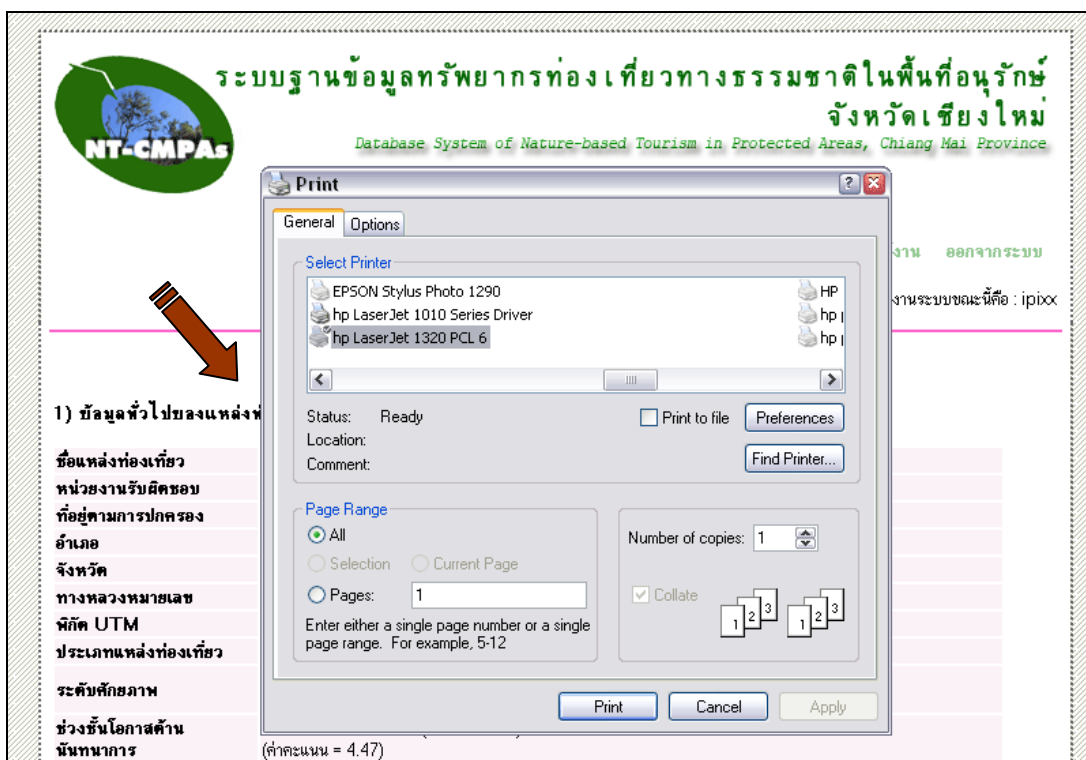 ระบบฐานข้อมูลทรัพยากรท่องเที่ยวทางธรรมชาติในพื้นที่อนุรักษ์
จังหวัดเชียงใหม่
Database System of Nature-based Tourism in Protected Areas, Chiang Mai Province
NT-CMPAs
Print
General Options
ออกจากระบบ
Select Printer
EPSON Stylus Photo 1290
HP
งานระบบขณะนี้คือ : ipixx
hp LaserJet 1010 Series Driver
hp
hp LaserJet 1320 PCL 6
hp
1) ข้อมูลทั่วไปของแหล่งท่
Status: Ready
Print to file
Preferences
Location:
Comment:
Find Printer...
ชื่อแหล่งท่องเที่ยว
หน่วยงานรับผิดชอบ
ที่อยู่ตามการปกครอง
อำเภอ
จังหวัด
ทางหลวงหมายเลข
พิกัด UTM
ประเภทแหล่งท่องเที่ยว
ระดับศักยภาพ
ช่วงชั้นโอกาสด้าน
นันทนาการ
Page Range
All
Selection Current Page
Pages: 1
Enter either a single page number or a single
page range. For example, 5-12
Number of copies: 1
Collate
1 2 3 1 2 3
Print Cancel Apply
(ค่าคะแนน = 4.47)